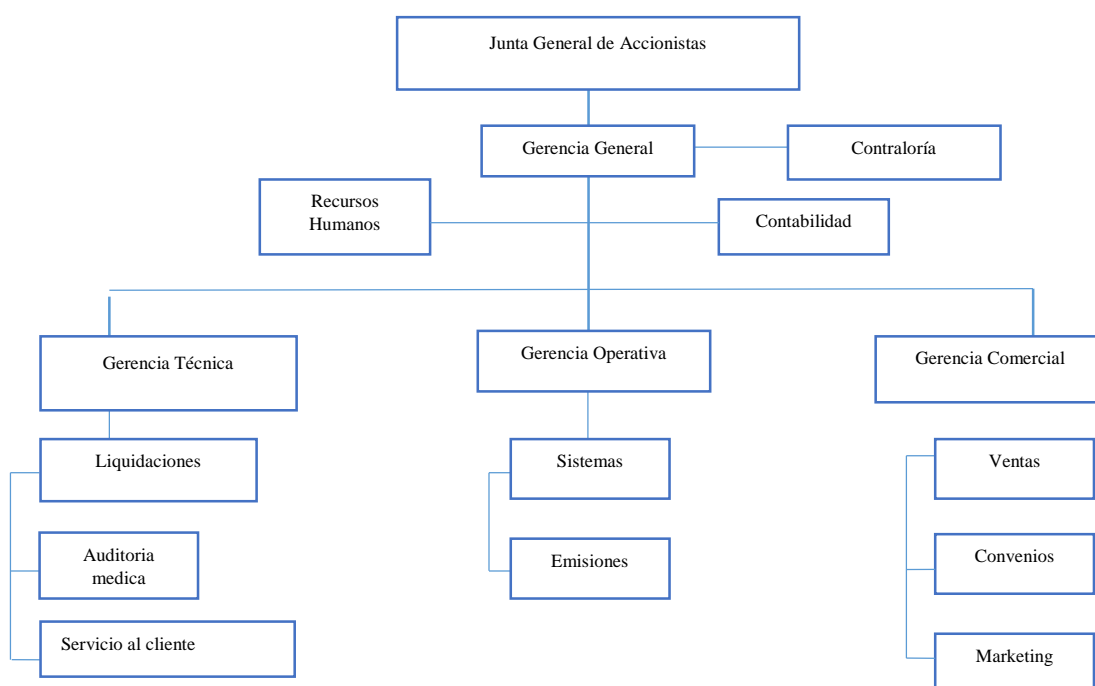 Junta General de Accionistas
Gerencia General
Contraloría
Recursos
Humanos
Contabilidad
Gerencia Técnica
Gerencia Operativa
Gerencia Comercial
Liquidaciones
Sistemas
Ventas
Auditoria
medica
Emisiones
Convenios
Servicio al cliente
Marketing